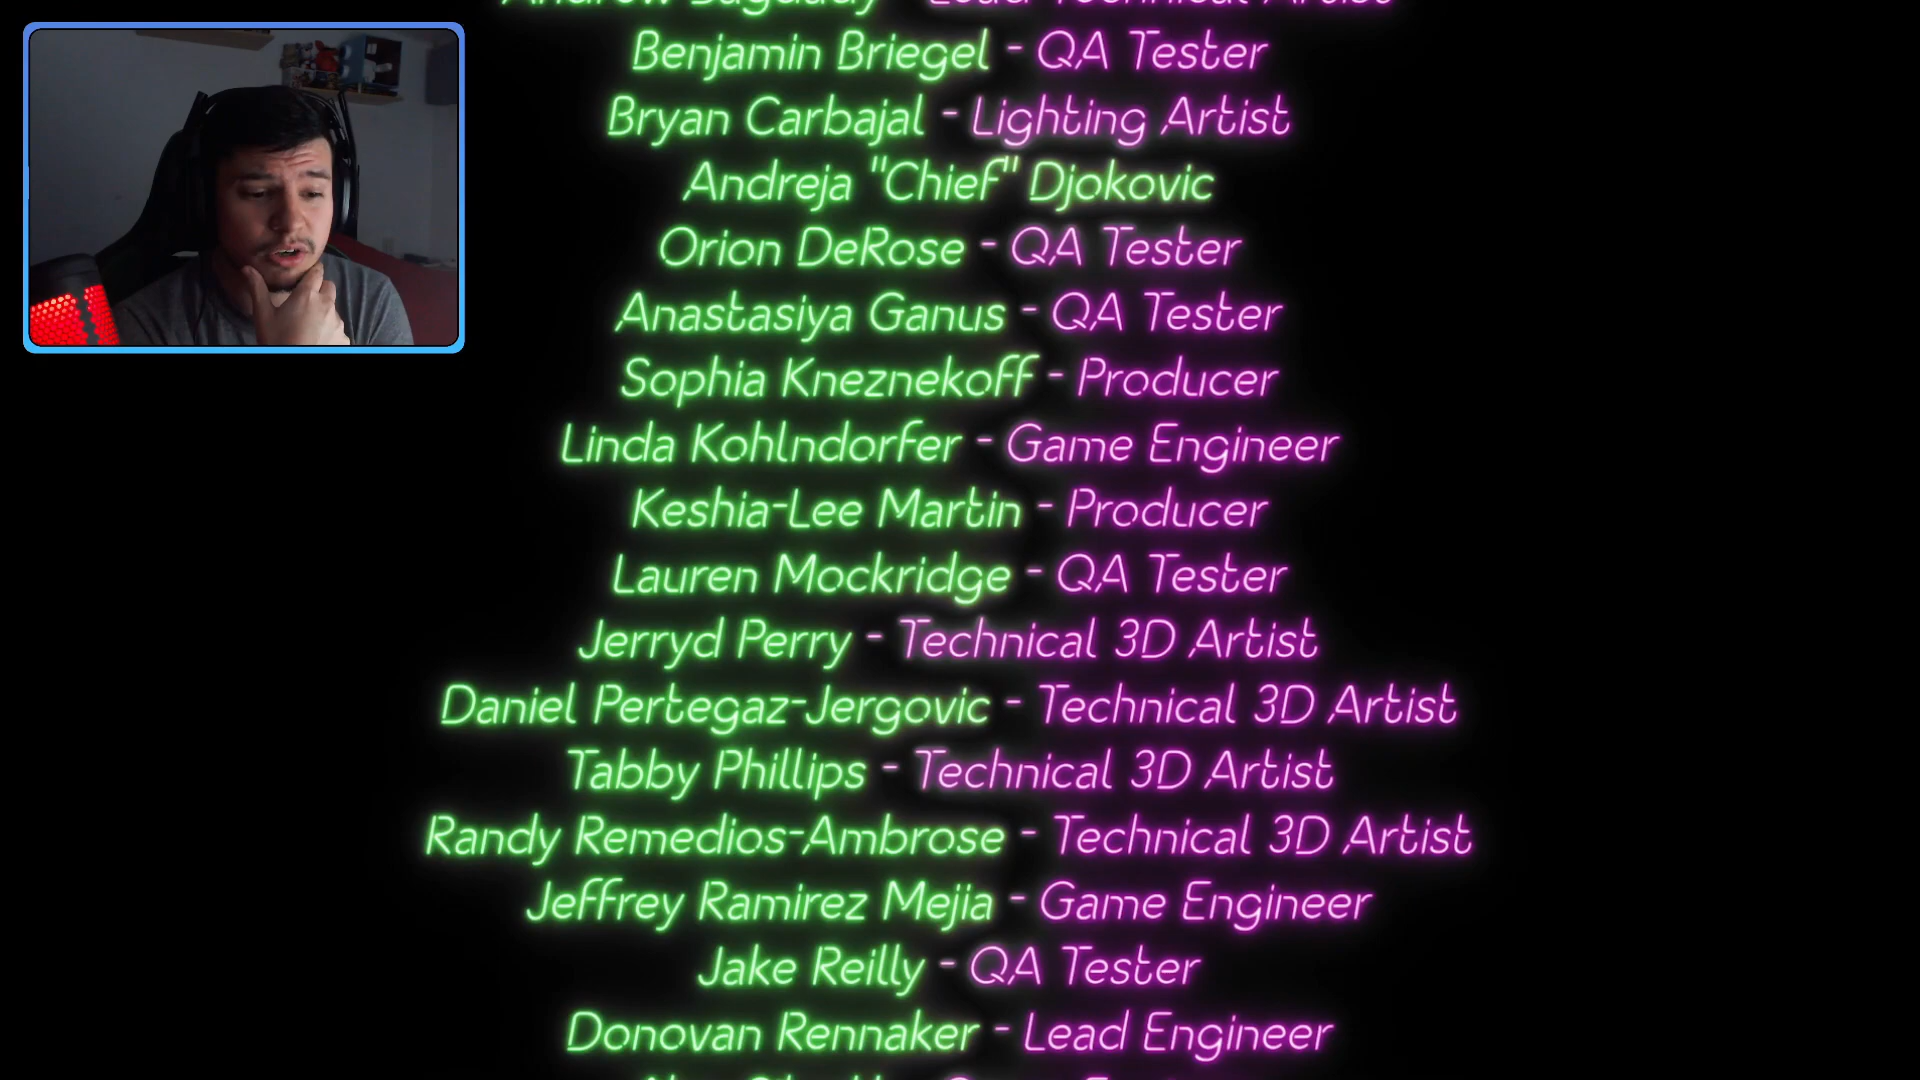 Lead Technical Artist
Benjamin Briegel - QA Tester
Bryan Carbajal - Lighting Artist
Andreja "Chief" Djokovic
Orion DeRose - QA Tester
Anastasiya Ganus - QA Tester
Sophia Kneznekoff - Producer
Linda Kohlndorfer - Game Engineer
Keshia-Lee Martin - Producer
Lauren Mockridge - QA Tester
Jerryd Perry - Technical 3D Artist
Daniel Pertegaz-Jergovic - Technical 3D Artist
Tabby Phillips - Technical 3D Artist
Randy Remedios-Ambrose - Technical 3D Artist
Jeffrey Ramirez Mejia - Game Engineer
Jake Reilly - QA Tester
Donovan Rennaker - Lead Engineer